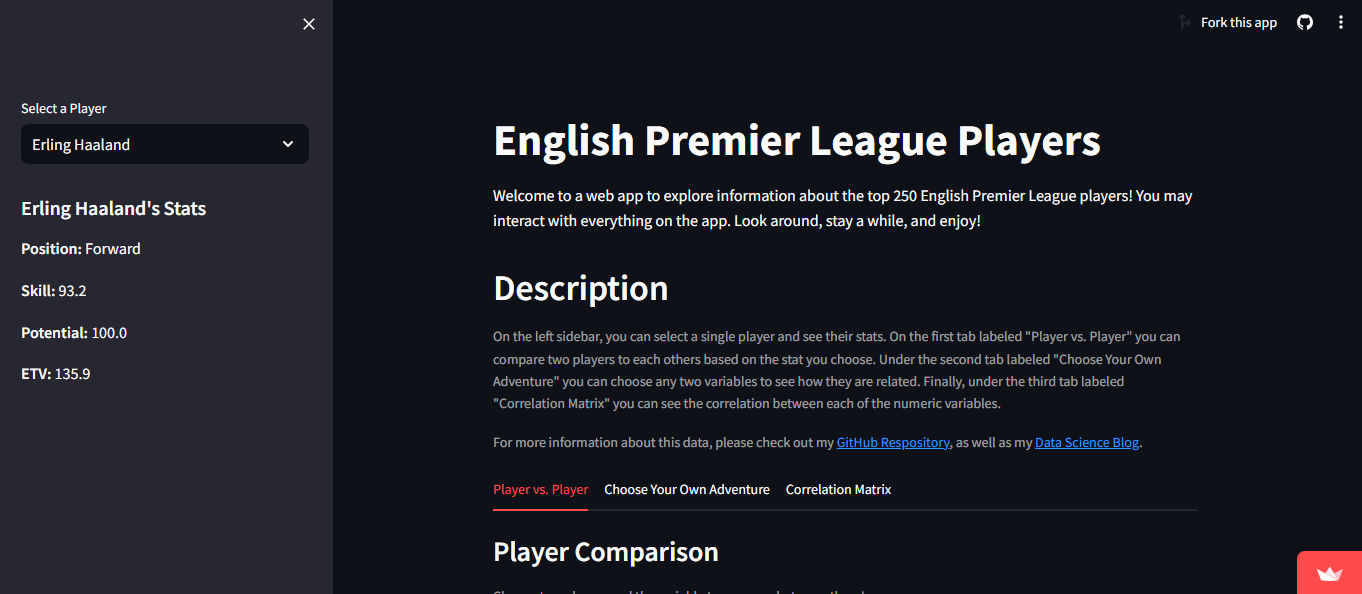 Fork this app
Select a Player
Erling Haaland
Erling Haaland's Stats
Position: Forward
Skill: 93.2
Potential: 100.0
ETV: 135.9
English Premier League Players
Welcome to a web app to explore information about the top 250 English Premier League players! You may
interact with everything on the app. Look around, stay a while, and enjoy!
Description
On the left sidebar, you can select a single player and see their stats. On the first tab labeled "Player vs. Player" you can
compare two players to each others based on the stat you choose. Under the second tab labeled "Choose Your Own
Adventure" you can choose any two variables to see how they are related. Finally, under the third tab labeled
"Correlation Matrix" you can see the correlation between each of the numeric variables.
For more information about this data, please check out my GitHub Respository, as well as my Data Science Blog.
Player vs. Player
Choose Your Own Adventure
Correlation Matrix
Player Comparison